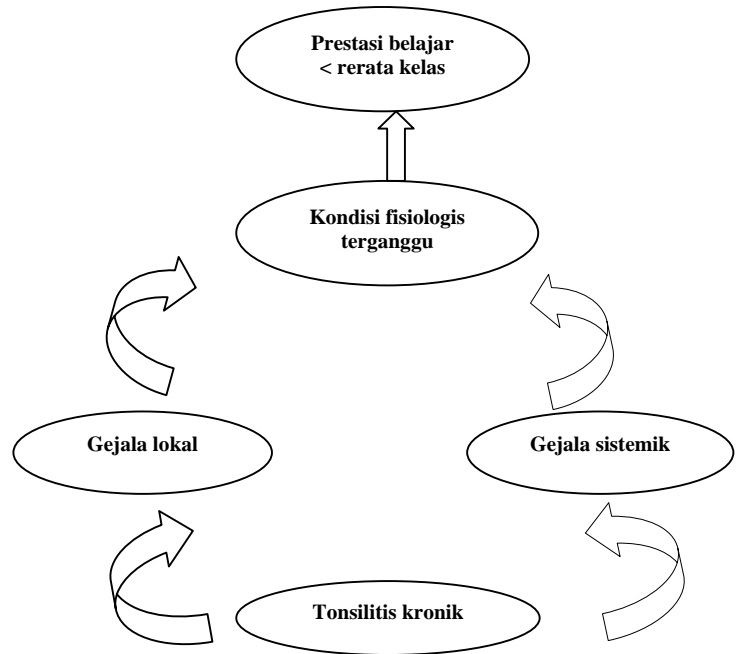 Prestasi belajar
< rerata kelas
Kondisi fisiologis
terganggu
Gejala lokal
Gejala sistemik
Tonsilitis kronik